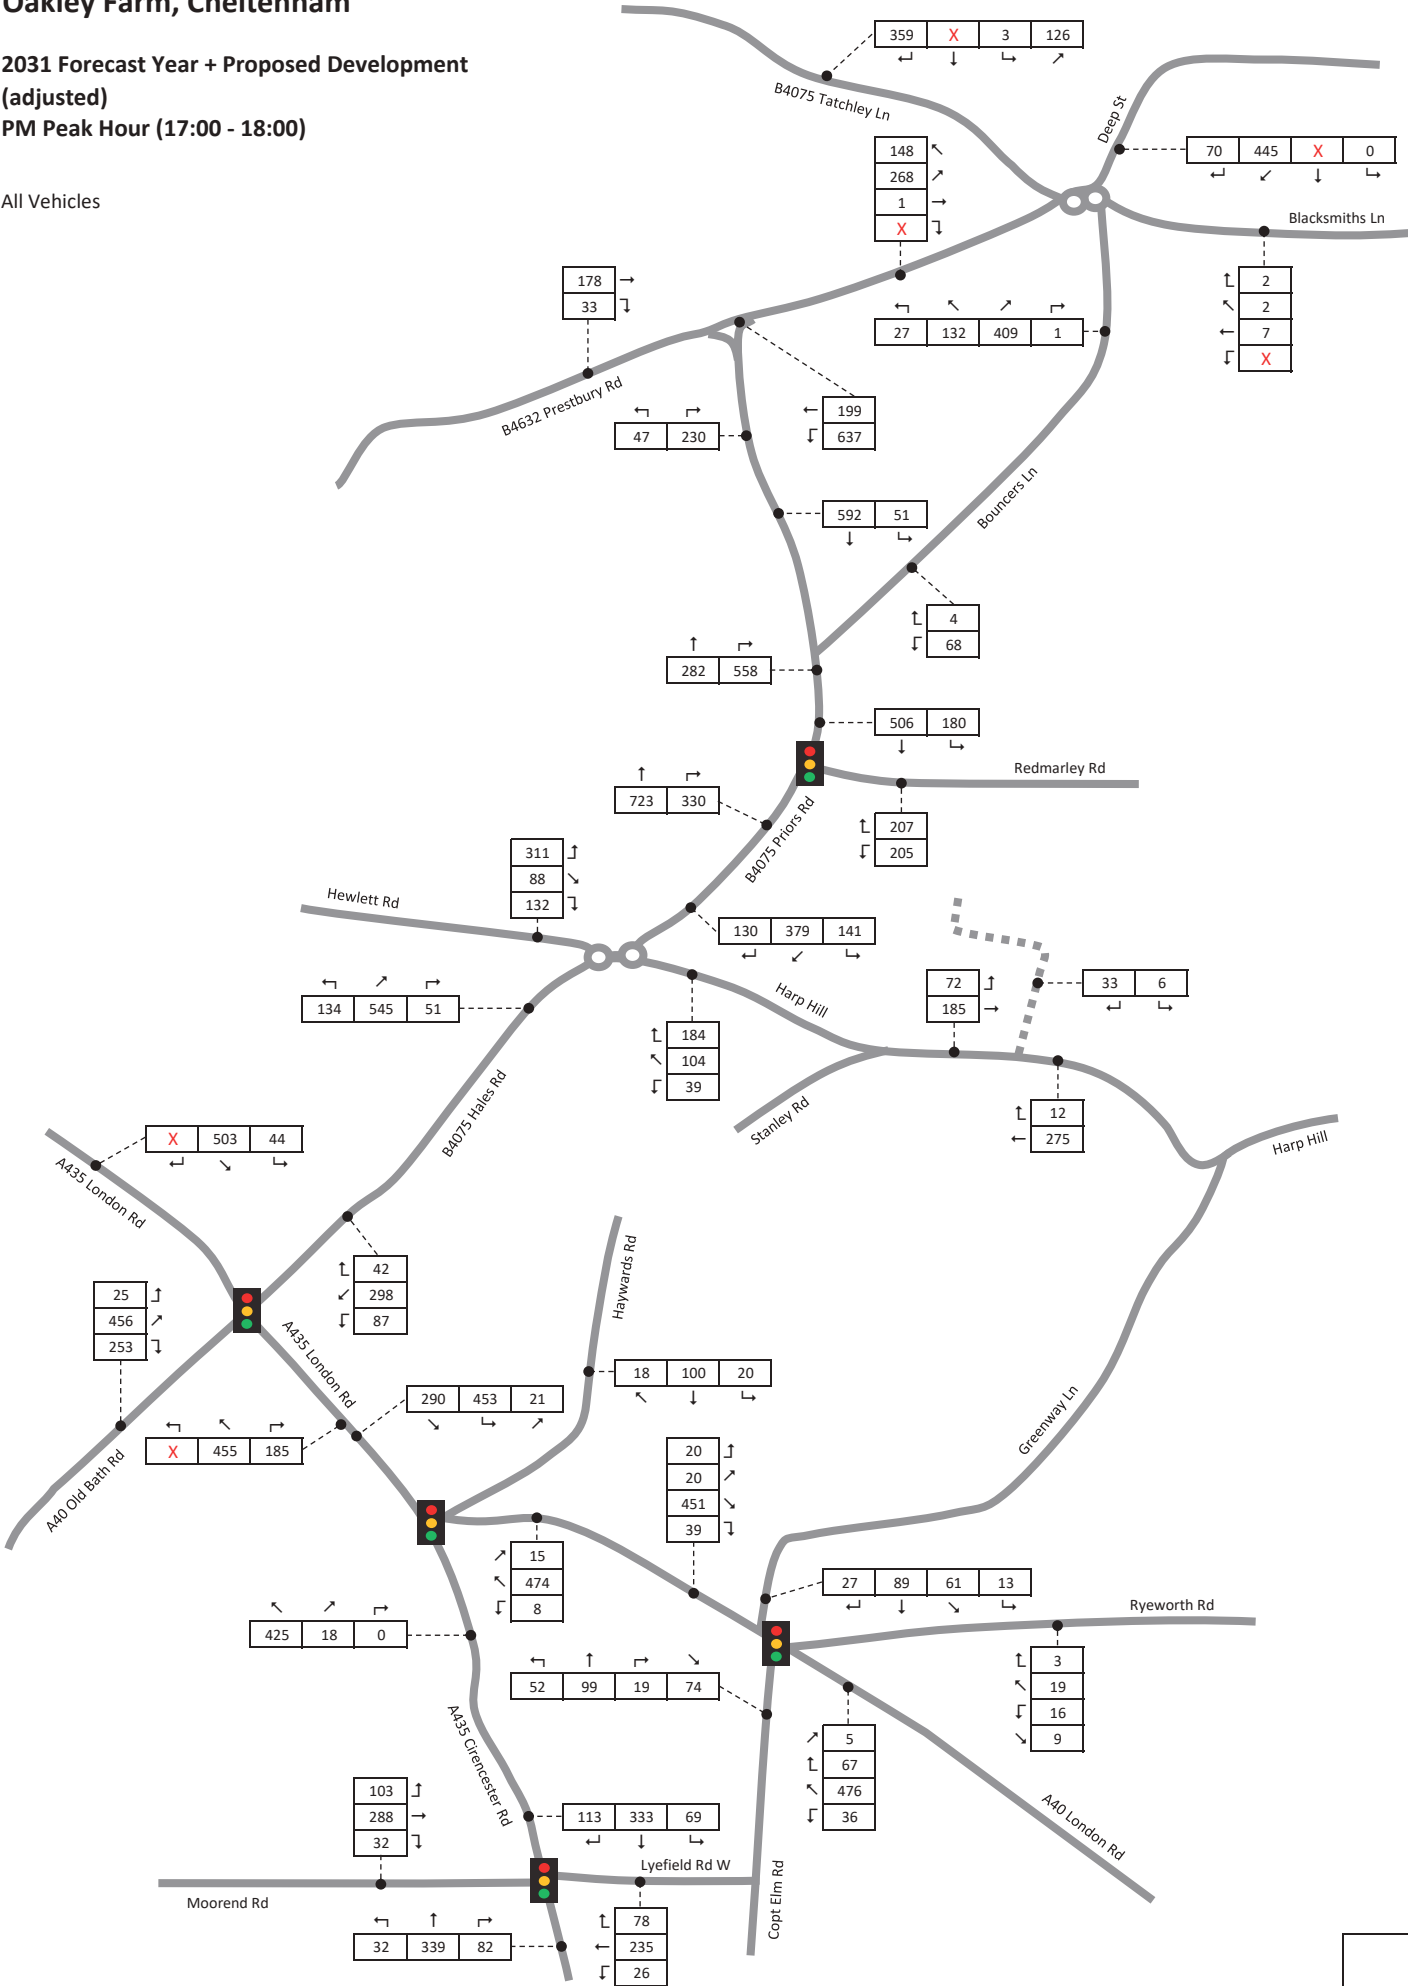 Oakley Farm, Cheltenham
2031 Forecast Year + Proposed Development
(adjusted)
PM Peak Hour (17:00 - 18:00)
All Vehicles
359 X 3 126
B4075 Tatchley Ln
Deep St
70 445 X 0
148
268
1
X
Blacksmiths Ln
2
2
7
X
178
33
27 132 409 1
B4632 Prestbury Rd
199
637
47 230
Bouncers Ln
592 51
4
68
282 558
506 180
Redmarley Rd
723 330
207
205
B4075 Priors Rd
311
88
132
Hewlett Rd
130 379 141
134 545 51
72
185
33 6
Harp Hill
184
104
39
Stanley Rd
12
275
B4075 Hales Rd
X 503 44
A435 London Rd
Harp Hill
42
298
87
25
456
253
Haywards Rd
A435 London Rd
18 100 20
290 453 21
X 455 185
A40 Old Bath Rd
Greenway Ln
20
20
451
39
15
474
8
27 89 61 13
Ryeworth Rd
425 18 0
52 99 19 74
3
19
16
9
5
67
476
36
A435 Cirencester Rd
103
288
32
113 333 69
A40 London Rd
Lyefield Rd W
Moorend Rd
Copt Elm Rd
32 339 82
78
235
26